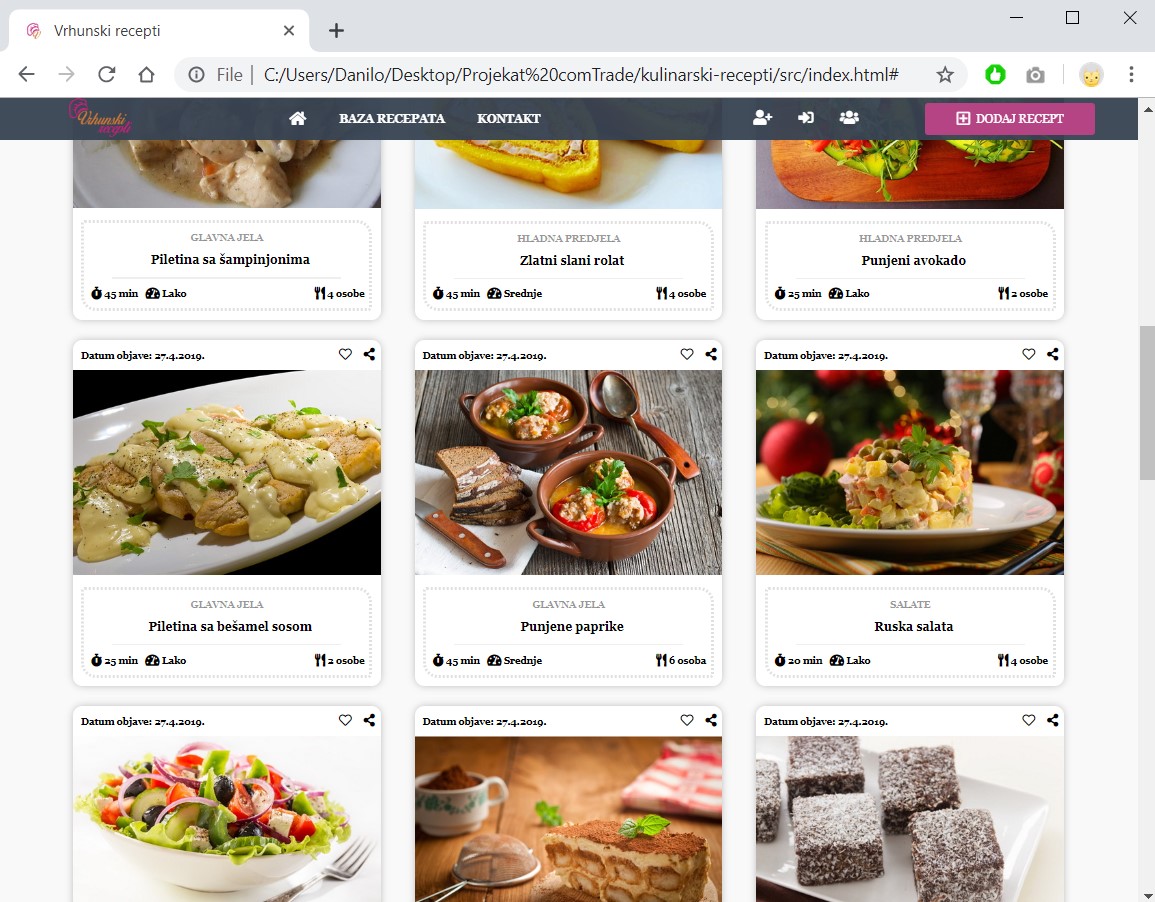 Vrhunski recepti
File | C:/Users/Danilo/Desktop/Projekat%20comTrade/kulinarski-recepti/src/index.html#
Vrhunski
recepti
BAZA RECEPATA
KONTAKT
DODAJ RECEPT
GLAVNA JELA
Piletina sa šampinjonima
45 min Lako 4 osobe
HLADNA PREDJELA
Zlatni slani rolat
45 min Srednje 4 osobe
HLADNA PREDJELA
Punjeni avokado
25 min Lako 2 osobe
Datum objave: 27.4.2019.
GLAVNA JELA
Piletina sa bešamel sosom
25 min Lako 2 osobe
Datum objave: 27.4.2019.
GLAVNA JELA
Punjene paprike
45 min Srednje 6 osoba
Datum objave: 27.4.2019.
SALATE
Ruska salata
20 min Lako 4 osobe
Datum objave: 27.4.2019.
Datum objave: 27.4.2019.
Datum objave: 27.4.2019.